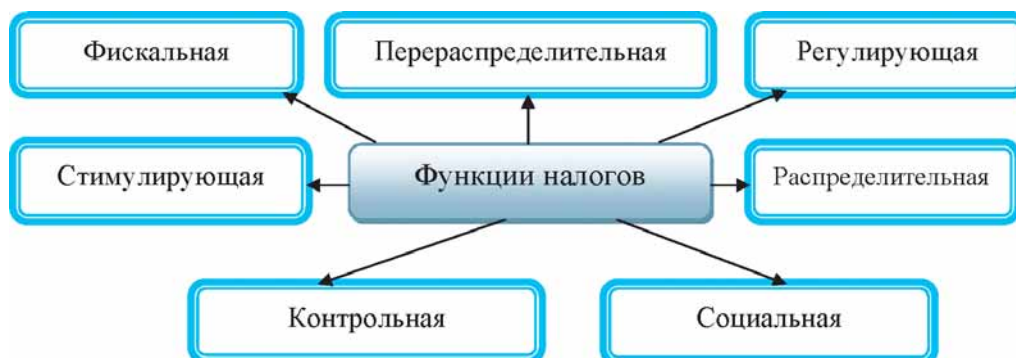 Фискальная
Перераспределительная
Регулирующая
Стимулирующая
Функции налогов
Распределительная
Контрольная
Социальная